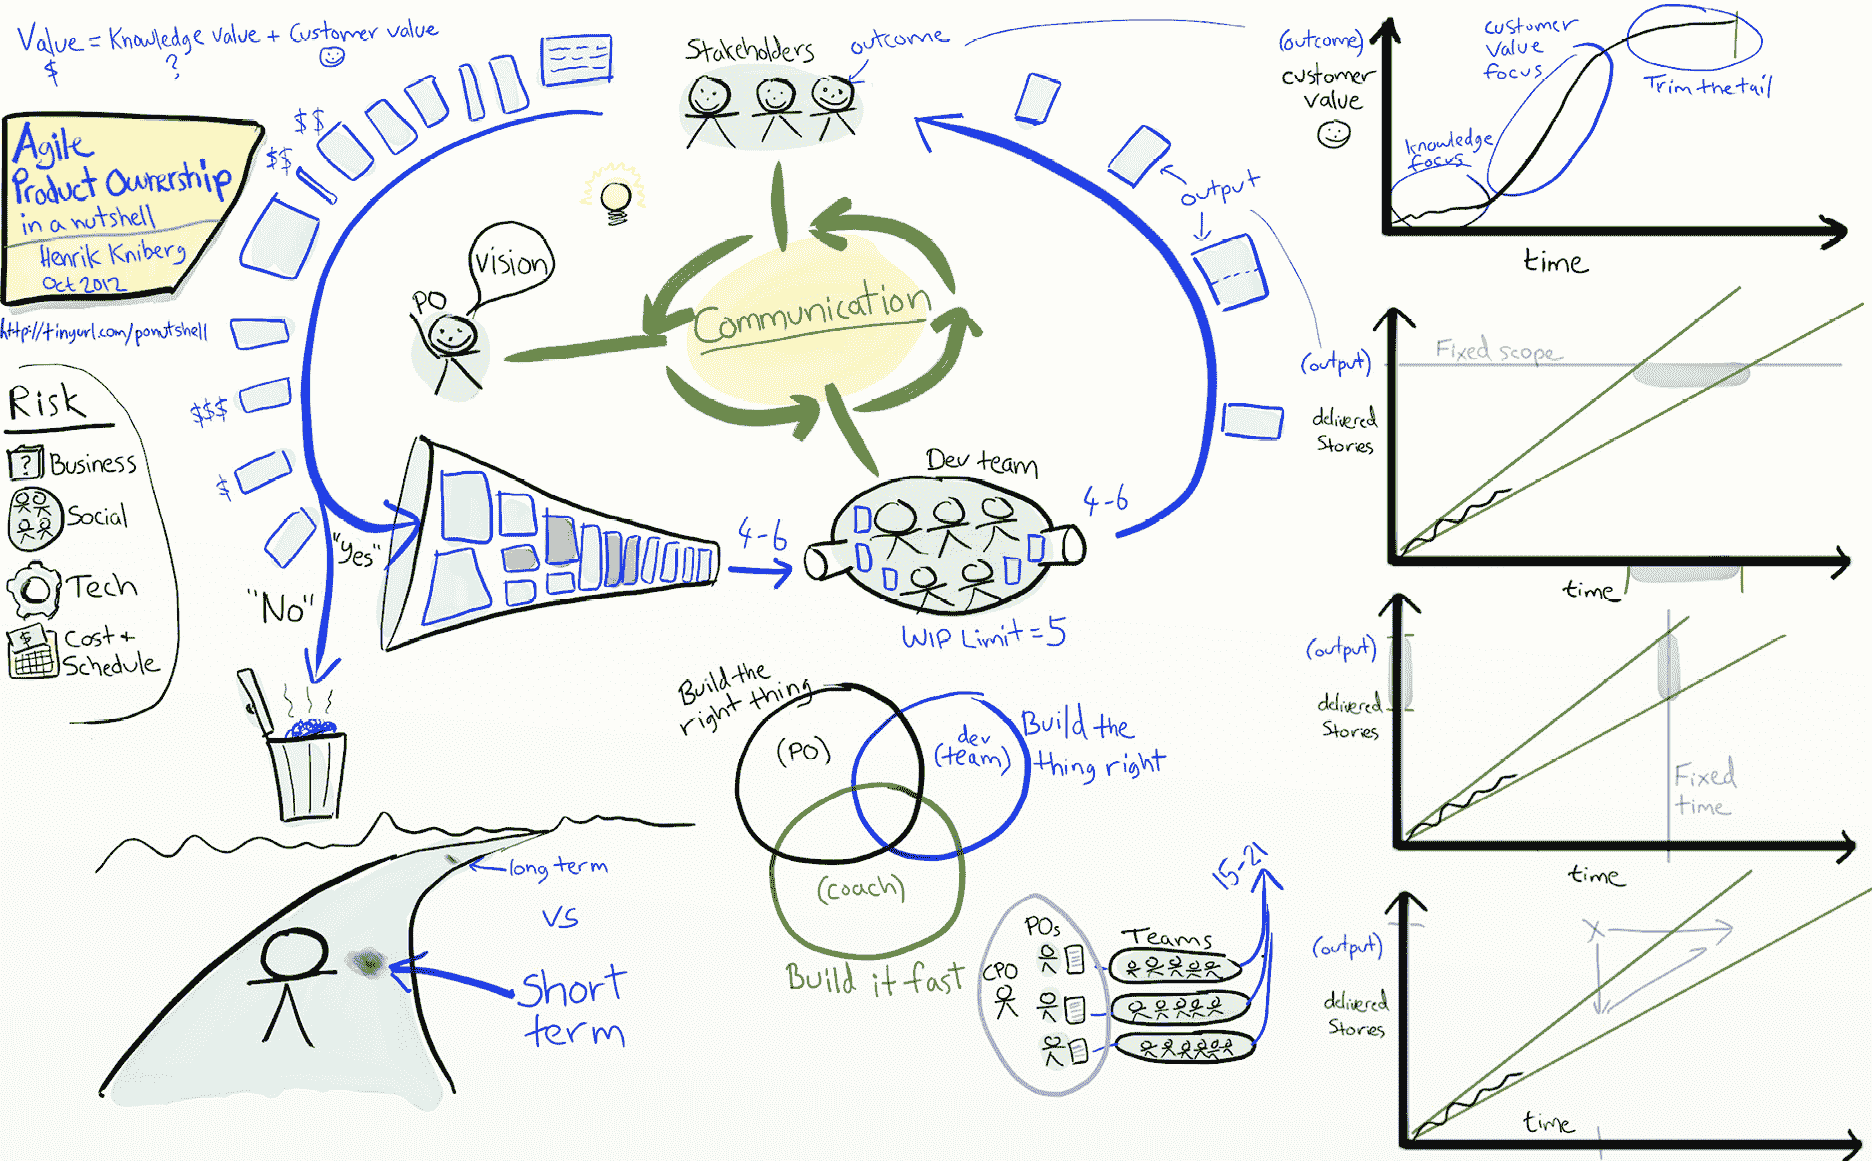 Value = Knowledge value + Customer value
$
?
Agile
Product Ownership
in a nutshell
Henrik Kniberg
Oct 2012
http://tinyurl.com/ponutshell
Risk
? Business
Social
Tech
$ Cost +
Schedule
$$
$$
$$$
$
"Yes"
"No"
Stakeholders
outcome
PO
Vision
Communication
Dev team
4-6
4-6
WIP Limit = 5
output
Build the
right thing
(PO)
dev
(team)
Build the
thing right
(coach)
Build it fast
long term
vs
Short
term
CPO
POs
Teams
15-21
(outcome)
customer
value
knowledge
focus
customer
value
focus
Trim the tail
time
(output)
delivered
Stories
Fixed scope
time
(output)
delivered
Stories
Fixed
time
time
(output)
delivered
Stories
X
time